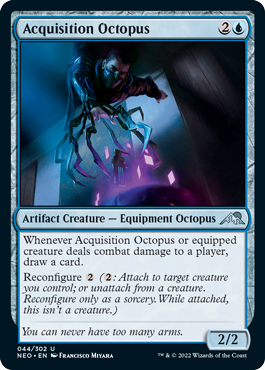 Acquisition Octopus 2
Artifact Creature — Equipment Octopus
Whenever Acquisition Octopus or equipped
creature deals combat damage to a player,
draw a card.
Reconfigure 2 (2: Attach to target creature
you control; or unattach from a creature.
Reconfigure only as a sorcery. While attached,
this isn't a creature.)
You can never have too many arms.
2/2
044/302 U
NEO • EN Francisco Miyara ™ & © 2022 Wizards of the Coast